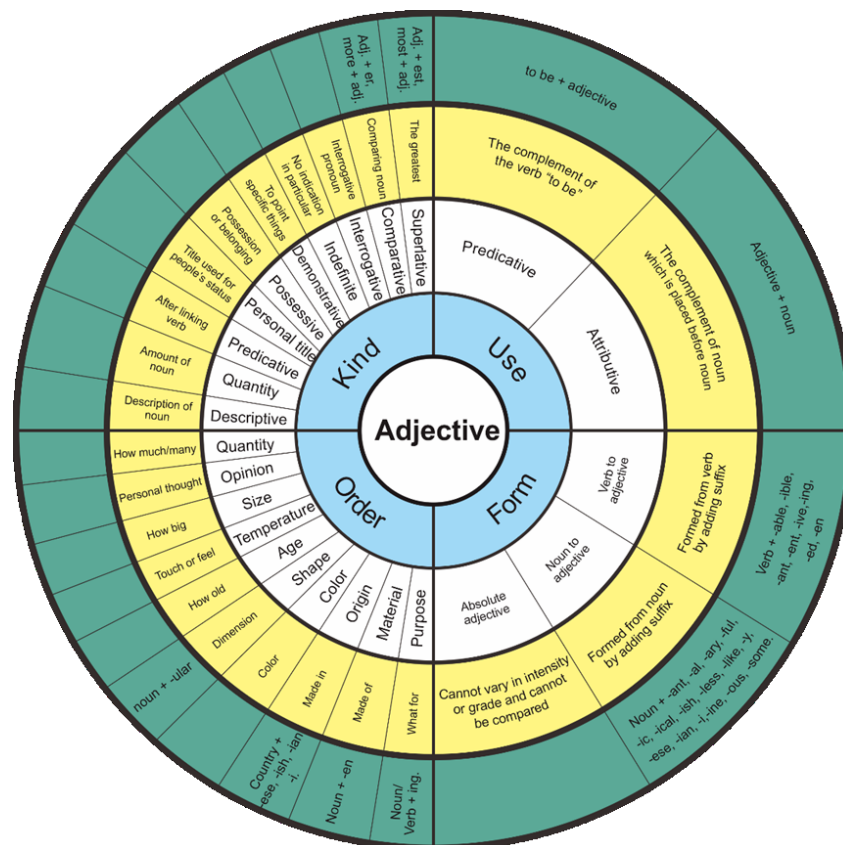 Adjective
Kind
Use
Form
Order
Predicative
The complement of
the verb "to be"
to be + adjective
Attributive
The complement of noun
which is placed before noun
Adjective + noun
Verb to
adjective
Formed from verb
by adding suffix
Verb + -able, -ible,
-ant, -ent, -ive,-ing,
-ed, -en
Noun to
adjective
Formed from noun
by adding suffix
Noun + -ant, -al, -ary, -ful,
-ic, -ical, -ish, -less, -like, -y,
-ese, -ian, -i,-ine, -ous, -some.
Absolute
adjective
Cannot vary in intensity
or grade and cannot
be compared
Purpose
What for
Noun/
Verb + ing.
Material
Made of
Noun + -en
Origin
Made in
Country +
-ese, -ish, -ian
-i.
Color
Color
Shape
Dimension
noun + -ular
Age
How old
Temperature
Touch or feel
Size
How big
Opinion
Personal thought
Quantity
How much/many
Descriptive
Description of
noun
Quantity
Amount of
noun
Predicative
After linking
verb
Personal title
Title used for
people's status
Possessive
Possession
or belonging
Demonstrative
To point
specific things
Indefinite
No indication
in particular
Interrogative
Interrogative
pronoun
Comparative
Comparing noun
Adj. + er,
more + adj.
Superlative
The greatest
Adj. + est,
most + adj.